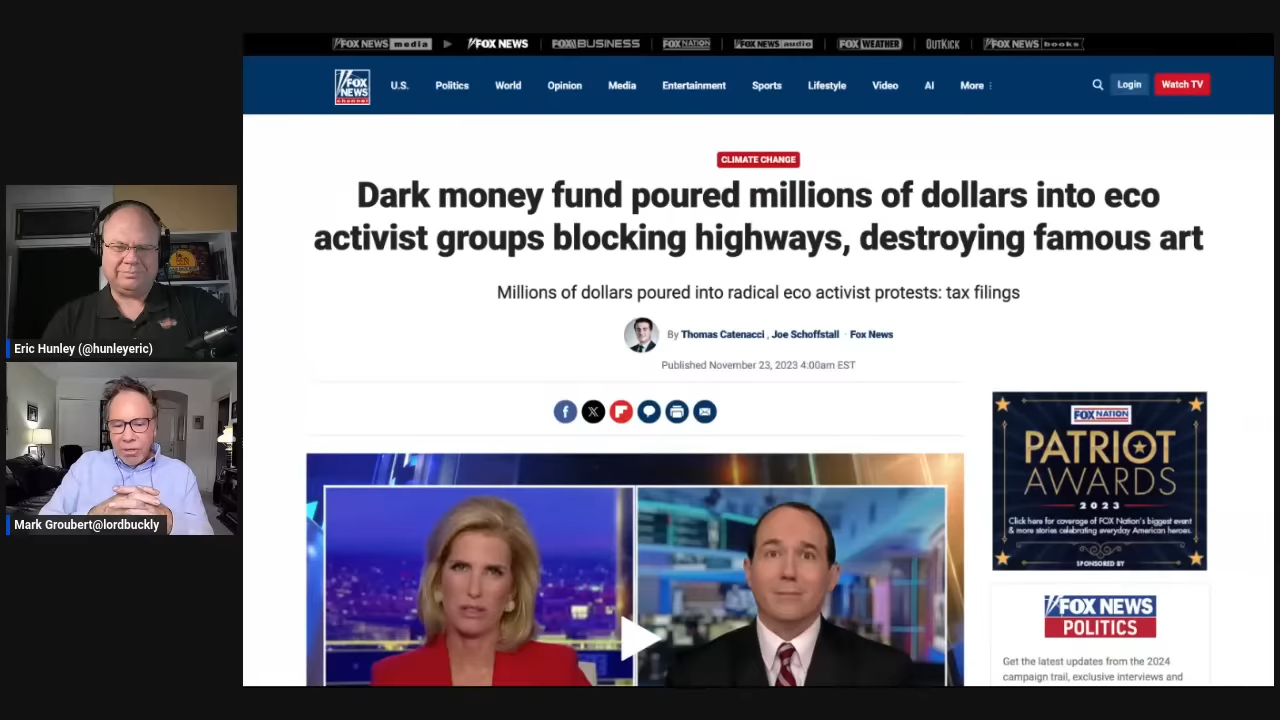 FOX NEWS media
FOX NEWS
FOX BUSINESS
FOX NATION
FOX NEWS audio
FOX WEATHER
OUTKICK
FOX NEWS books
FOX NEWS channel
U.S.
Politics
World
Opinion
Media
Entertainment
Sports
Lifestyle
Video
AI
More
Login
Watch TV
CLIMATE CHANGE
Dark money fund poured millions of dollars into eco
activist groups blocking highways, destroying famous art
Millions of dollars poured into radical eco activist protests: tax filings
By Thomas Catenacci , Joe Schoffstall · Fox News
Published November 23, 2023 4:00am EST
Eric Hunley (@hunleyeric)
Mark Groubert@lordbuckly
FOX NATION
PATRIOT
AWARDS
2023
Click here for coverage of FOX Nation's biggest event
& more stories celebrating everyday American heroes.
SPONSORED BY
FOX NEWS
POLITICS
Get the latest updates from the 2024
campaign trail, exclusive interviews and